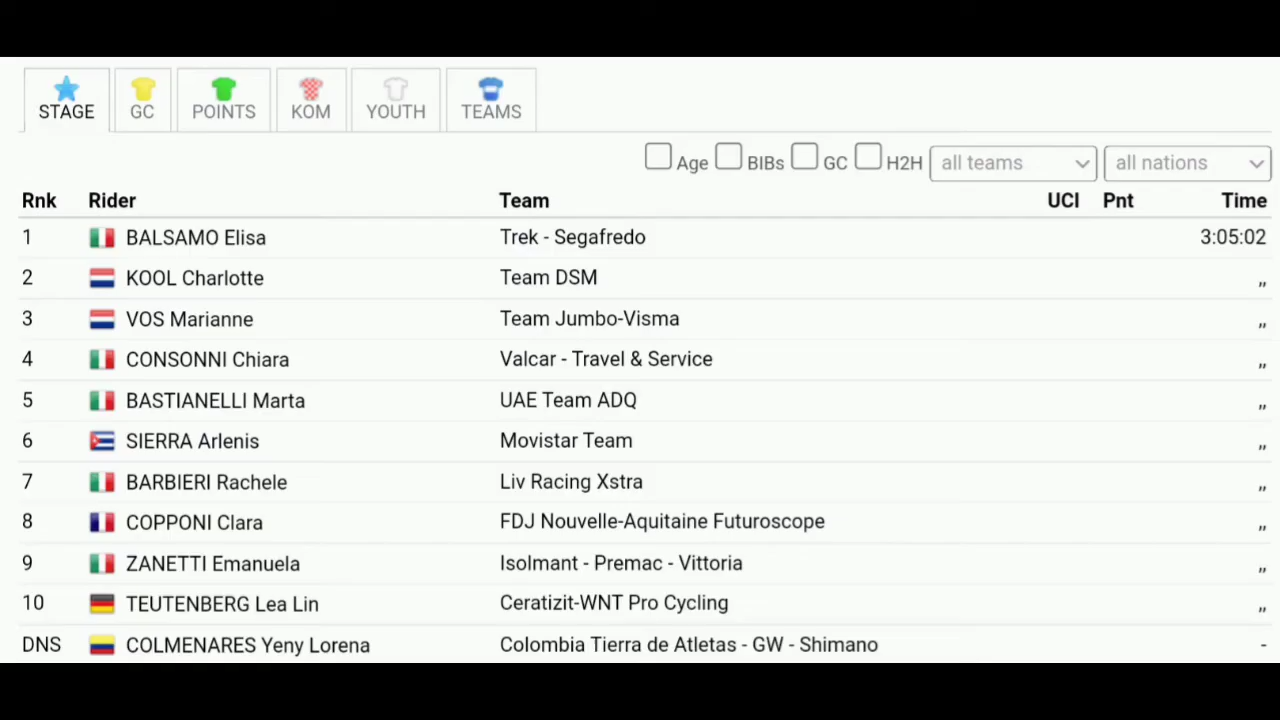 STAGE GC POINTS KOM YOUTH TEAMS
Age BIBs GC H2H all teams all nations
Rnk Rider Team UCI Pnt Time
1 BALSAMO Elisa Trek - Segafredo 3:05:02
2 KOOL Charlotte Team DSM ,,
3 VOS Marianne Team Jumbo-Visma ,,
4 CONSONNI Chiara Valcar - Travel & Service ,,
5 BASTIANELLI Marta UAE Team ADQ ,,
6 SIERRA Arlenis Movistar Team ,,
7 BARBIERI Rachele Liv Racing Xstra ,,
8 COPPONI Clara FDJ Nouvelle-Aquitaine Futuroscope ,,
9 ZANETTI Emanuela Isolmant - Premac - Vittoria ,,
10 TEUTENBERG Lea Lin Ceratizit-WNT Pro Cycling ,,
DNS COLMENARES Yeny Lorena Colombia Tierra de Atletas - GW - Shimano -